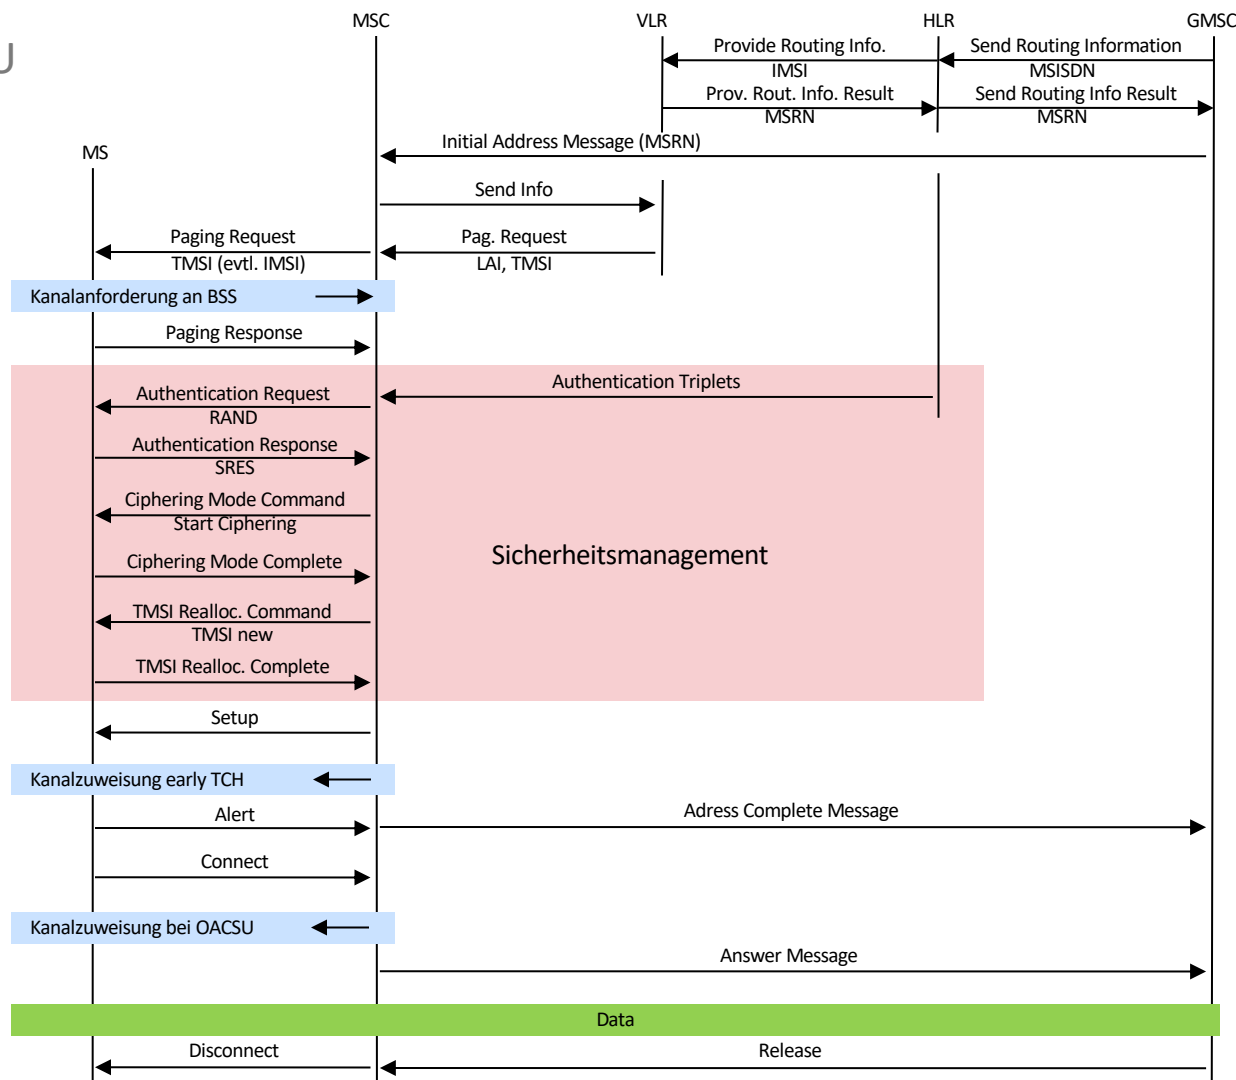 MSC VLR HLR GMSC
U
Provide Routing Info. Send Routing Information
IMSI MSISDN
Prov. Rout. Info. Result Send Routing Info Result
MSRN MSRN
Initial Address Message (MSRN)
MS
Send Info
Paging Request Pag. Request
TMSI (evtl. IMSI) LAI, TMSI
Kanalanforderung an BSS
Paging Response
Authentication Triplets
Authentication Request
RAND
Authentication Response
SRES
Ciphering Mode Command
Start Ciphering
Sicherheitsmanagement
Ciphering Mode Complete
TMSI Realloc. Command
TMSI new
TMSI Realloc. Complete
Setup
Kanalzuweisung early TCH
Alert Adress Complete Message
Connect
Kanalzuweisung bei OACSU
Answer Message
Data
Disconnect Release